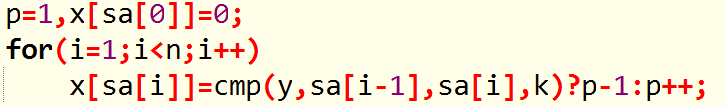 p=1,x[sa[0]]=0;
for(i=1;i<n;i++)
x[sa[i]]=cmp(y,sa[i-1],sa[i],k)?p-1:p++;